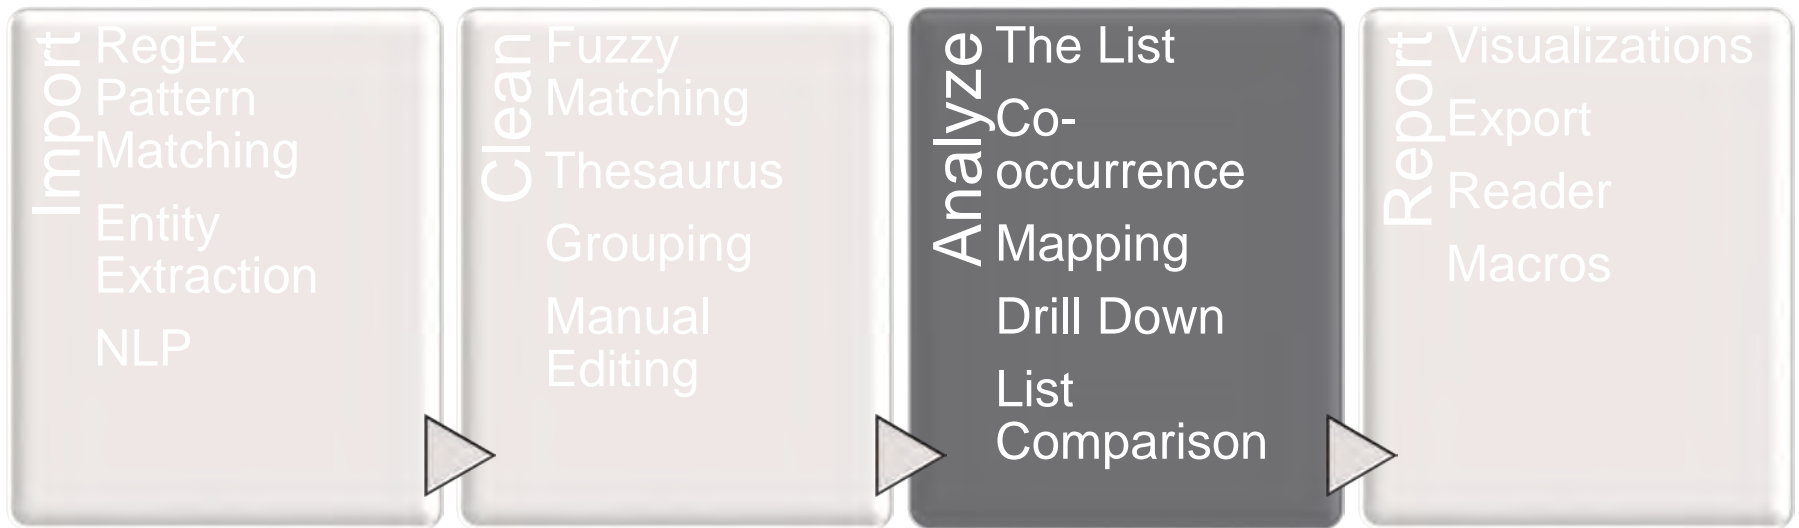 Import
RegEx
Pattern
Matching
Entity
Extraction
NLP
Clean
Fuzzy
Matching
Thesaurus
Grouping
Manual
Editing
Analyze
The List
Co-
occurrence
Mapping
Drill Down
List
Comparison
Report
Visualizations
Export
Reader
Macros